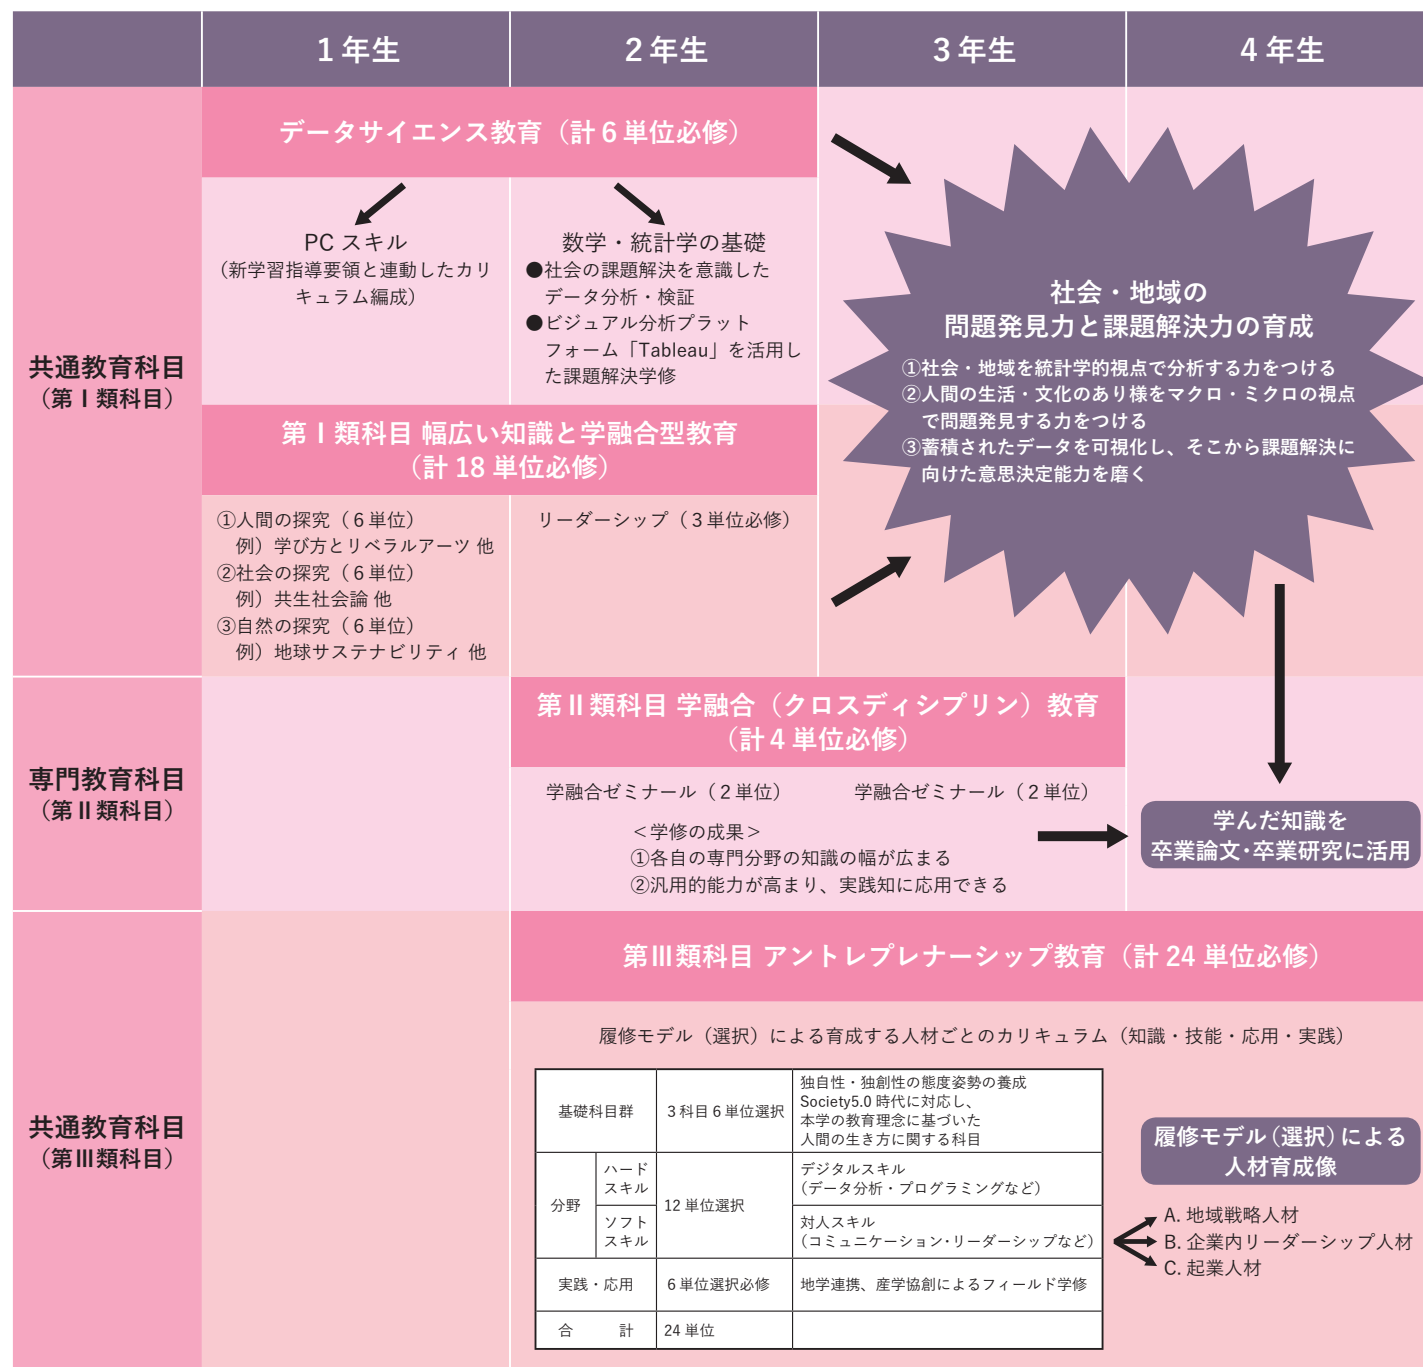 1年生
2年生
3年生
4年生
共通教育科目
（第Ⅰ類科目）
データサイエンス教育（計6単位必修）
PCスキル
（新学習指導要領と連動したカリ
キュラム編成）
数学・統計学の基礎
●社会の課題解決を意識した
データ分析・検証
●ビジュアル分析プラット
フォーム「Tableau」を活用し
た課題解決学修
第Ⅰ類科目 幅広い知識と学融合型教育
（計18単位必修）
①人間の探究（6単位）
例）学び方とリベラルアーツ 他
②社会の探究（6単位）
例）共生社会論 他
③自然の探究（6単位）
例）地球サステナビリティ 他
リーダーシップ（3単位必修）
社会・地域の
問題発見力と課題解決力の育成
①社会・地域を統計学的視点で分析する力をつける
②人間の生活・文化のあり様をマクロ・ミクロの視点
で問題発見する力をつける
③蓄積されたデータを可視化し、そこから課題解決に
向けた意思決定能力を磨く
専門教育科目
（第Ⅱ類科目）
第Ⅱ類科目 学融合（クロスディシプリン）教育
（計4単位必修）
学融合ゼミナール（2単位）
学融合ゼミナール（2単位）
＜学修の成果＞
①各自の専門分野の知識の幅が広まる
②汎用的能力が高まり、実践知に応用できる
学んだ知識を
卒業論文・卒業研究に活用
共通教育科目
（第Ⅲ類科目）
第Ⅲ類科目 アントレプレナーシップ教育（計24単位必修）
履修モデル（選択）による育成する人材ごとのカリキュラム（知識・技能・応用・実践）
基礎科目群
3科目6単位選択
独自性・独創性の態度姿勢の養成
Society5.0時代に対応し、
本学の教育理念に基づいた
人間の生き方に関する科目
分野
ハード
スキル
12単位選択
デジタルスキル
（データ分析・プログラミングなど）
ソフト
スキル
対人スキル
（コミュニケーション・リーダーシップなど）
実践・応用
6単位選択必修
地学連携、産学協創によるフィールド学修
合　計
24単位
履修モデル（選択）による
人材育成像
A. 地域戦略人材
B. 企業内リーダーシップ人材
C. 起業人材